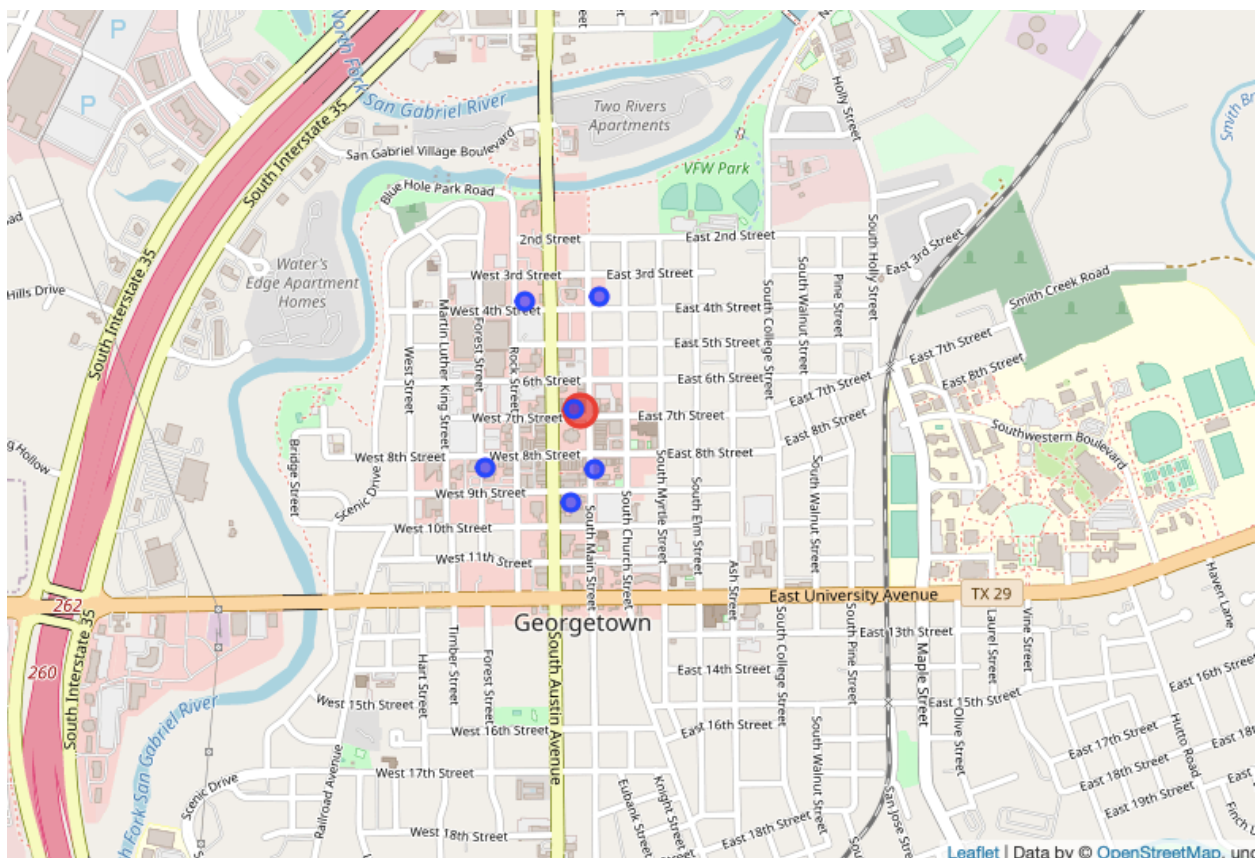 P
P
North Fork San Gabriel River
South Interstate 35
South Interstate 35
Two Rivers
Apartments
San Gabriel Village Boulevard
VFW Park
Holly Street
Blue Hole Park Road
2nd Street
East 2nd Street
West 3rd Street
East 3rd Street
East 3rd Street
Water's
Edge Apartment
Homes
Hills Drive
South Interstate 35
West 4th Street
East 4th Street
Smith Creek Road
South Holly Street
Pine Street
South Walnut Street
South College Street
Martin Luther King Street
Forest Street
Rock Street
West Street
East 5th Street
6th Street
East 6th Street
East 7th Street
East 7th Street
East 8th Street
West 7th Street
East 7th Street
East 8th Street
Southwestern Boulevard
West 8th Street
West 8th Street
East 8th Street
Bridge Street
Scenic Drive
West 9th Street
West 10th Street
West 11th Street
South Main Street
South Church Street
South Myrtle Street
South Elm Street
Ash Street
South Walnut Street
262
260
East University Avenue
TX 29
Georgetown
Haven Lane
Laurel Street
Vine Street
East 13th Street
East 14th Street
East 15th Street
East 16th Street
East 16th Street
South Interstate 35
Timber Street
Forest Street
Hart Street
South Austin Avenue
South College Street
South Pine Street
Maple Street
Olive Street
Hutto Road
West 15th Street
West 16th Street
West 17th Street
East 17th Street
East 18th Street
East 19th Street
Scenic Drive
Railroad Avenue
Eubank Street
Knight Street
South Walnut Street
San Jose Street
West 18th Street
East 18th Street
Leaflet | Data by © OpenStreetMap, un